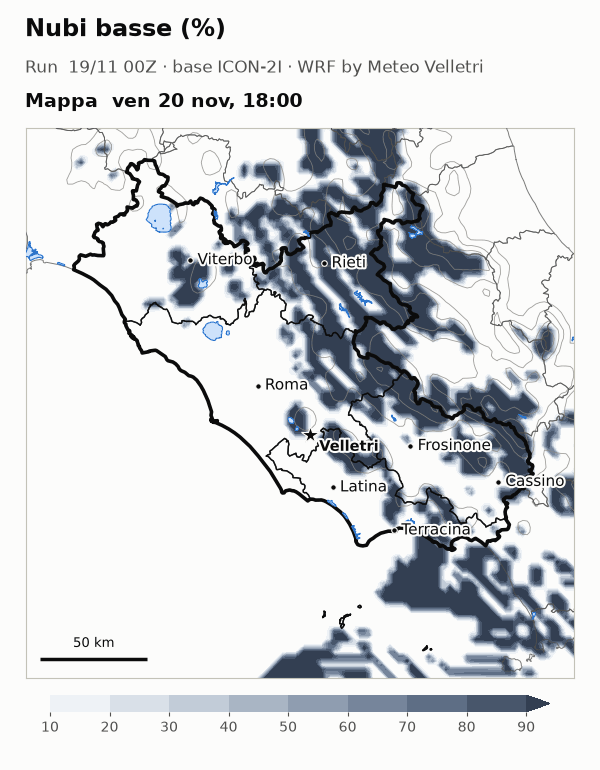 Nubi basse (%)
Run 19/11 00Z · base ICON-2I · WRF by Meteo Velletri
Mappa ven 20 nov, 18:00
Viterbo
Rieti
Roma
Velletri
Frosinone
Cassino
Latina
Terracina
50 km
10 20 30 40 50 60 70 80 90